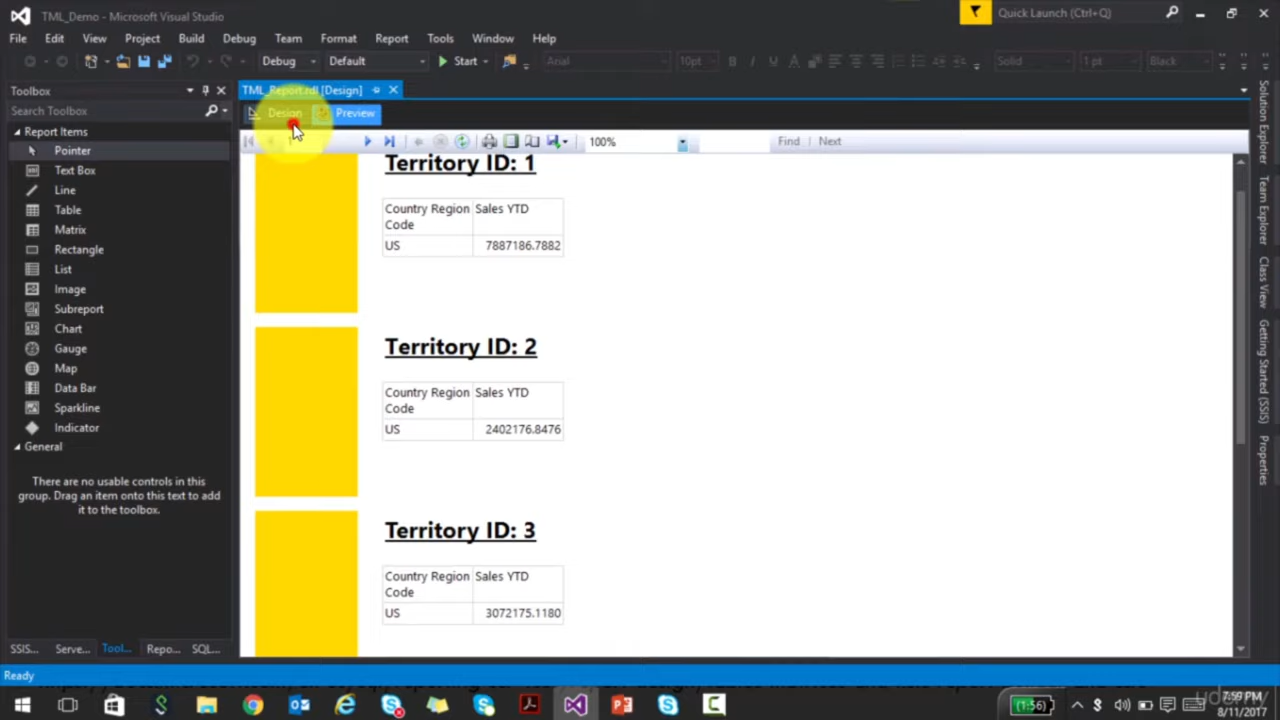 TML_Demo - Microsoft Visual Studio
Quick Launch (Ctrl+Q)
File Edit View Project Build Debug Team Format Report Tools Window Help
Debug Default Start Arial 10pt B I U A Solid 1 pt Black
Toolbox
TML_Report.rdl [Design]
Search Toolbox
Design Preview
100% Find Next
Report Items
Pointer
Text Box
Line
Table
Matrix
Rectangle
List
Image
Subreport
Chart
Gauge
Map
Data Bar
Sparkline
Indicator
General
There are no usable controls in this
group. Drag an item onto this text to add
it to the toolbox.
Territory ID: 1
Country Region Sales YTD
Code
US 7887186.7882
Territory ID: 2
Country Region Sales YTD
Code
US 2402176.8476
Territory ID: 3
Country Region Sales YTD
Code
US 3072175.1180
Solution Explorer
Team Explorer
Class View
Getting Started (SSIS)
Properties
SSIS... Serve... Tool... Repo... SQL...
Ready
(1:56)
7:59 PM
8/11/2017
udemy